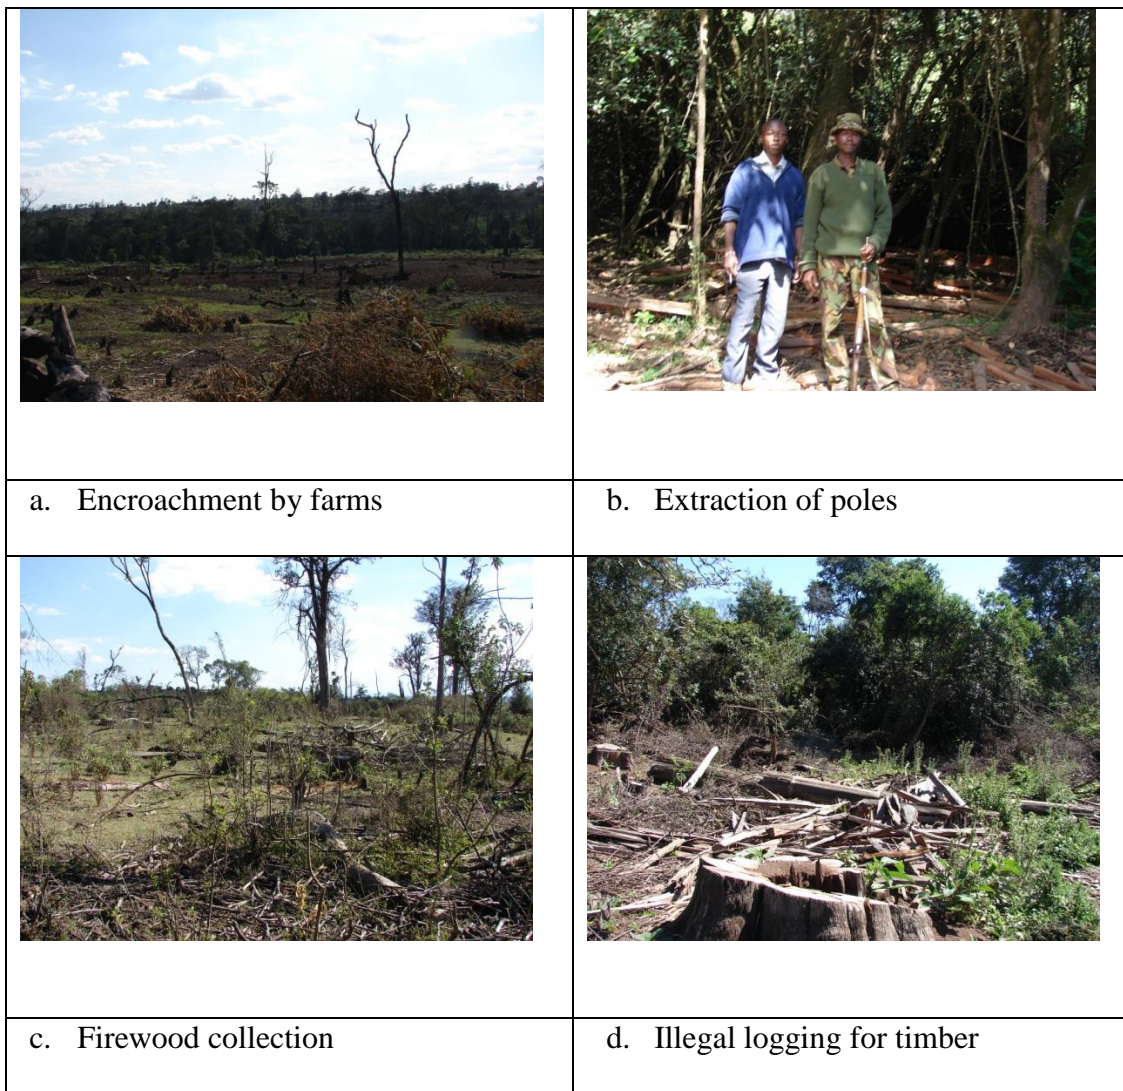 a. Encroachment by farms
b. Extraction of poles
c. Firewood collection
d. Illegal logging for timber